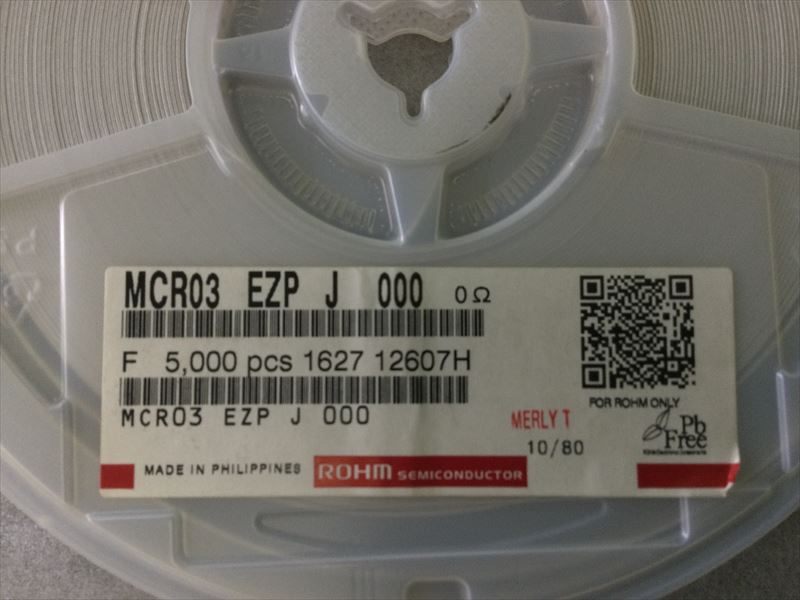 MCR03 EZP J 000 0Ω
F 5,000 pcs 1627 12607H
MCR03 EZP J 000
FOR ROHM ONLY
MERLY T
10/80
Pb
Free
MADE IN PHILIPPINES
ROHM SEMICONDUCTOR